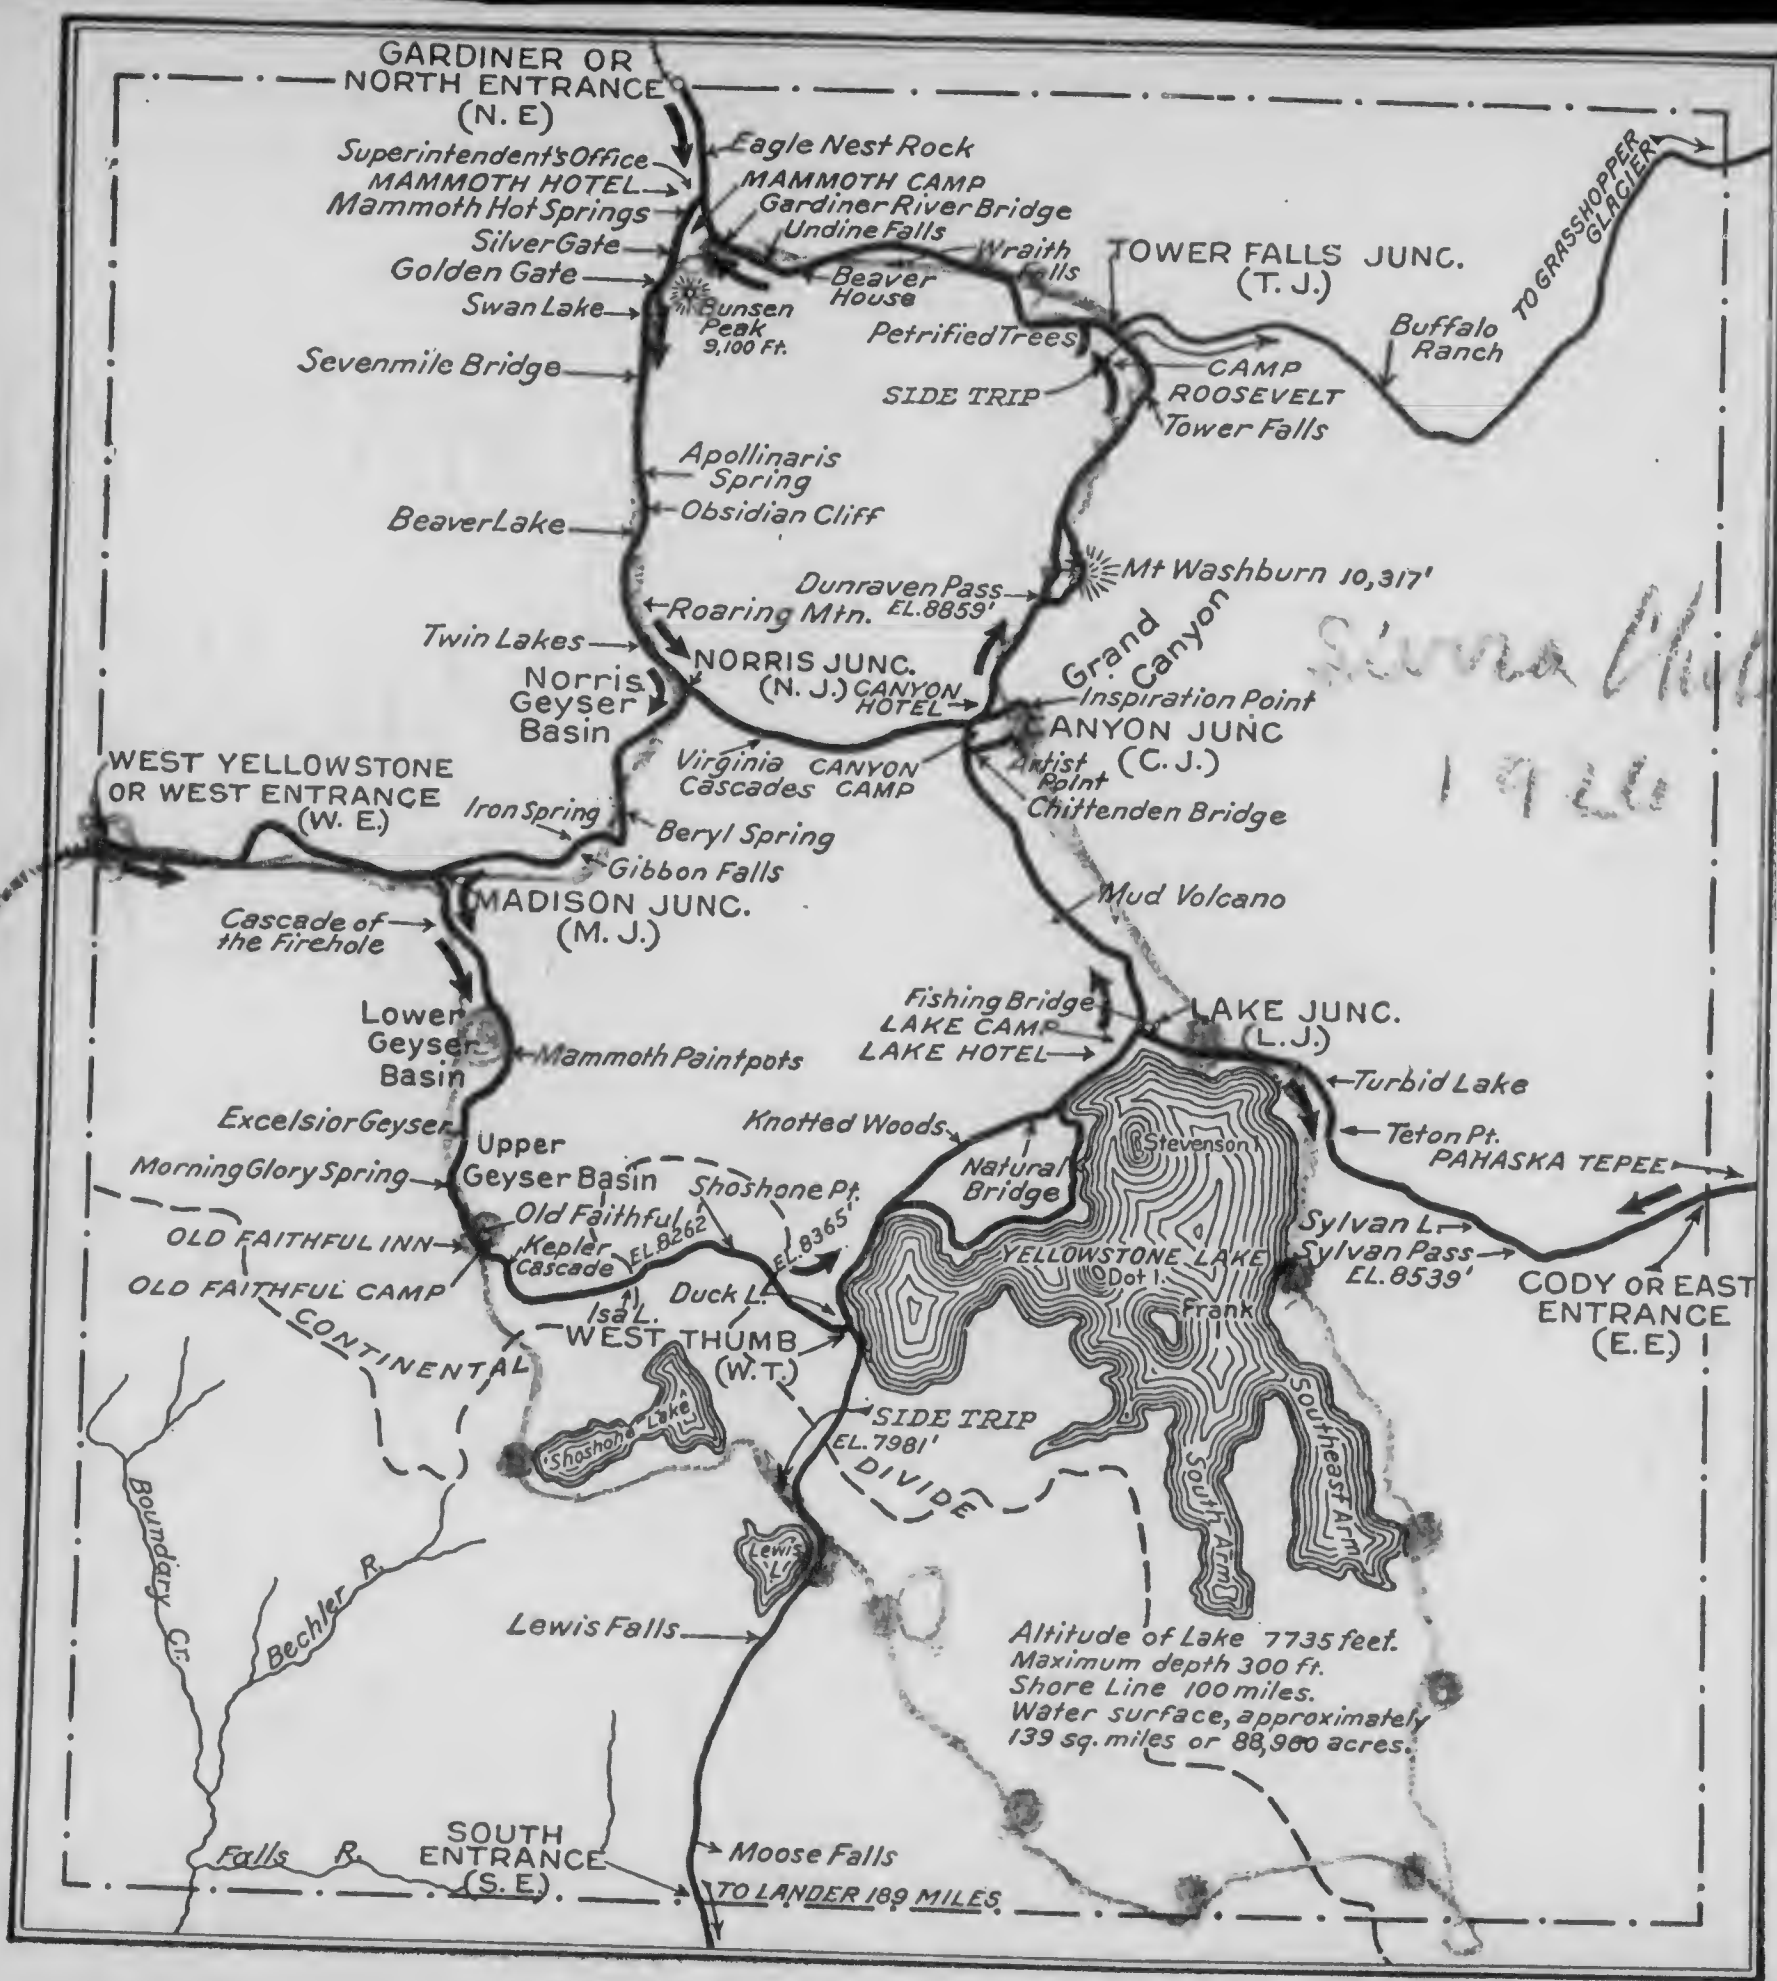 GARDINER OR
NORTH ENTRANCE
(N. E)
Superintendent's Office
MAMMOTH HOTEL
Mammoth Hot Springs
Silver Gate
Golden Gate
Swan Lake
Sevenmile Bridge
Eagle Nest Rock
MAMMOTH CAMP
Gardiner River Bridge
Undine Falls
Wraith
Falls
Beaver
House
Bunsen
Peak
9,100 Ft.
TOWER FALLS JUNC.
(T. J.)
TO GRASSHOPPER
GLACIER
Petrified Trees
Buffalo
Ranch
SIDE TRIP
CAMP
ROOSEVELT
Tower Falls
Apollinaris
Spring
Obsidian Cliff
Beaver Lake
Mt Washburn 10,317'
Dunraven Pass
EL. 8859'
Roaring Mtn.
Twin Lakes
Grand
Canyon
Sierra
1926
NORRIS JUNC.
(N. J.)
Norris
Geyser
Basin
CANYON
HOTEL
Inspiration Point
CANYON JUNC
(C. J.)
Artist
Point
Chittenden Bridge
Virginia
Cascades
CANYON
CAMP
WEST YELLOWSTONE
OR WEST ENTRANCE
(W. E.)
Iron Spring
Beryl Spring
Gibbon Falls
MADISON JUNC.
(M. J.)
Cascade of
the Firehole
Mud Volcano
Lower
Geyser
Basin
Mammoth Paintpots
Fishing Bridge
LAKE CAMP
LAKE HOTEL
LAKE JUNC.
(L. J.)
Turbid Lake
Teton Pt.
PAHASKA TEPEE
Excelsior Geyser
Upper
Geyser Basin
Morning Glory Spring
Knotted Woods
Natural
Bridge
Stevenson I
Shoshone Pt.
Old Faithful
EL. 8262'
EL. 8365'
OLD FAITHFUL INN
Kepler
Cascade
OLD FAITHFUL CAMP
Isa L.
Duck L.
YELLOWSTONE LAKE
Dot I.
Frank
I
Sylvan L.
Sylvan Pass
EL. 8539'
CODY OR EAST
ENTRANCE
(E. E.)
WEST THUMB
(W. T.)
CONTINENTAL
DIVIDE
SIDE TRIP
EL. 7981'
Shoshone Lake
Lewis
L.
South Arm
Southeast Arm
Boundary Cr.
Bechler R.
Lewis Falls
Altitude of Lake 7735 feet.
Maximum depth 300 ft.
Shore Line 100 miles.
Water surface, approximately
139 sq. miles or 88,960 acres.
Falls R.
SOUTH
ENTRANCE
(S. E.)
Moose Falls
TO LANDER 189 MILES